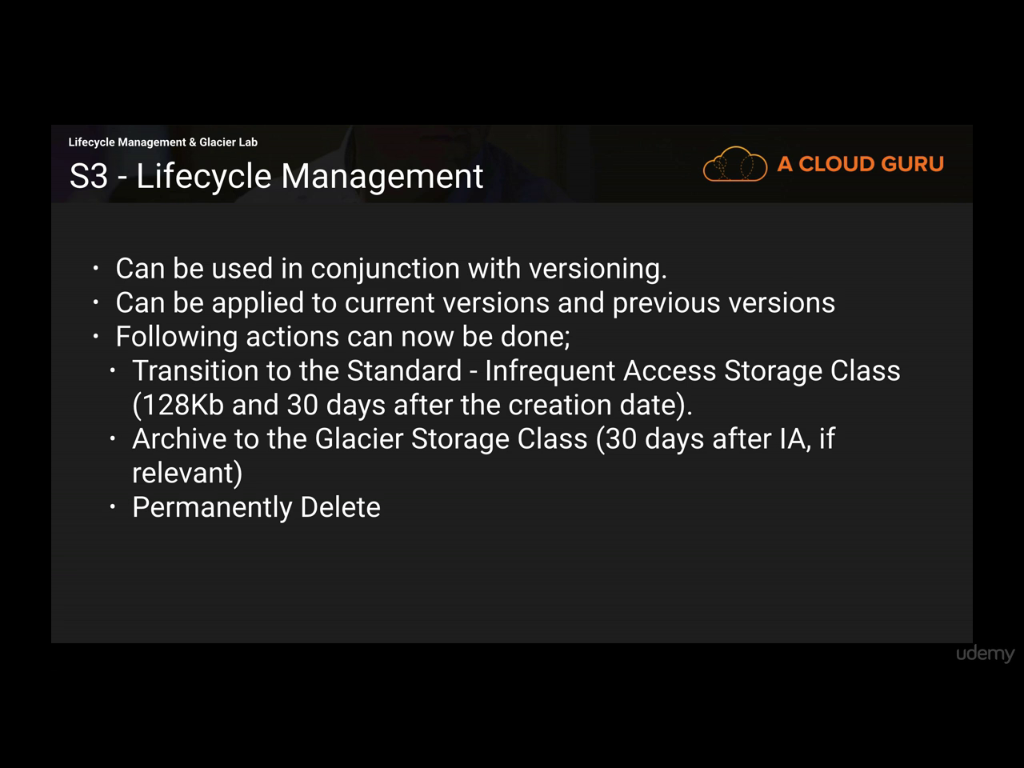 Lifecycle Management & Glacier Lab
S3 - Lifecycle Management
A CLOUD GURU
· Can be used in conjunction with versioning.
· Can be applied to current versions and previous versions
· Following actions can now be done;
· Transition to the Standard - Infrequent Access Storage Class
(128Kb and 30 days after the creation date).
· Archive to the Glacier Storage Class (30 days after IA, if
relevant)
· Permanently Delete
udemy